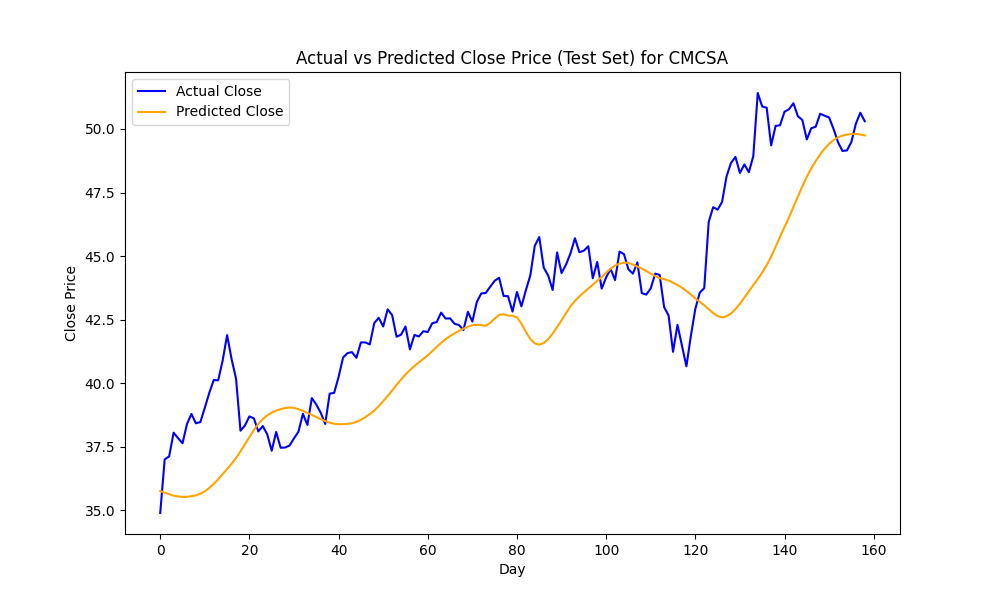 Actual vs Predicted Close Price (Test Set) for CMCSA
Actual Close
Predicted Close
50.0
47.5
45.0
42.5
40.0
37.5
35.0
Close Price
0 20 40 60 80 100 120 140 160
Day